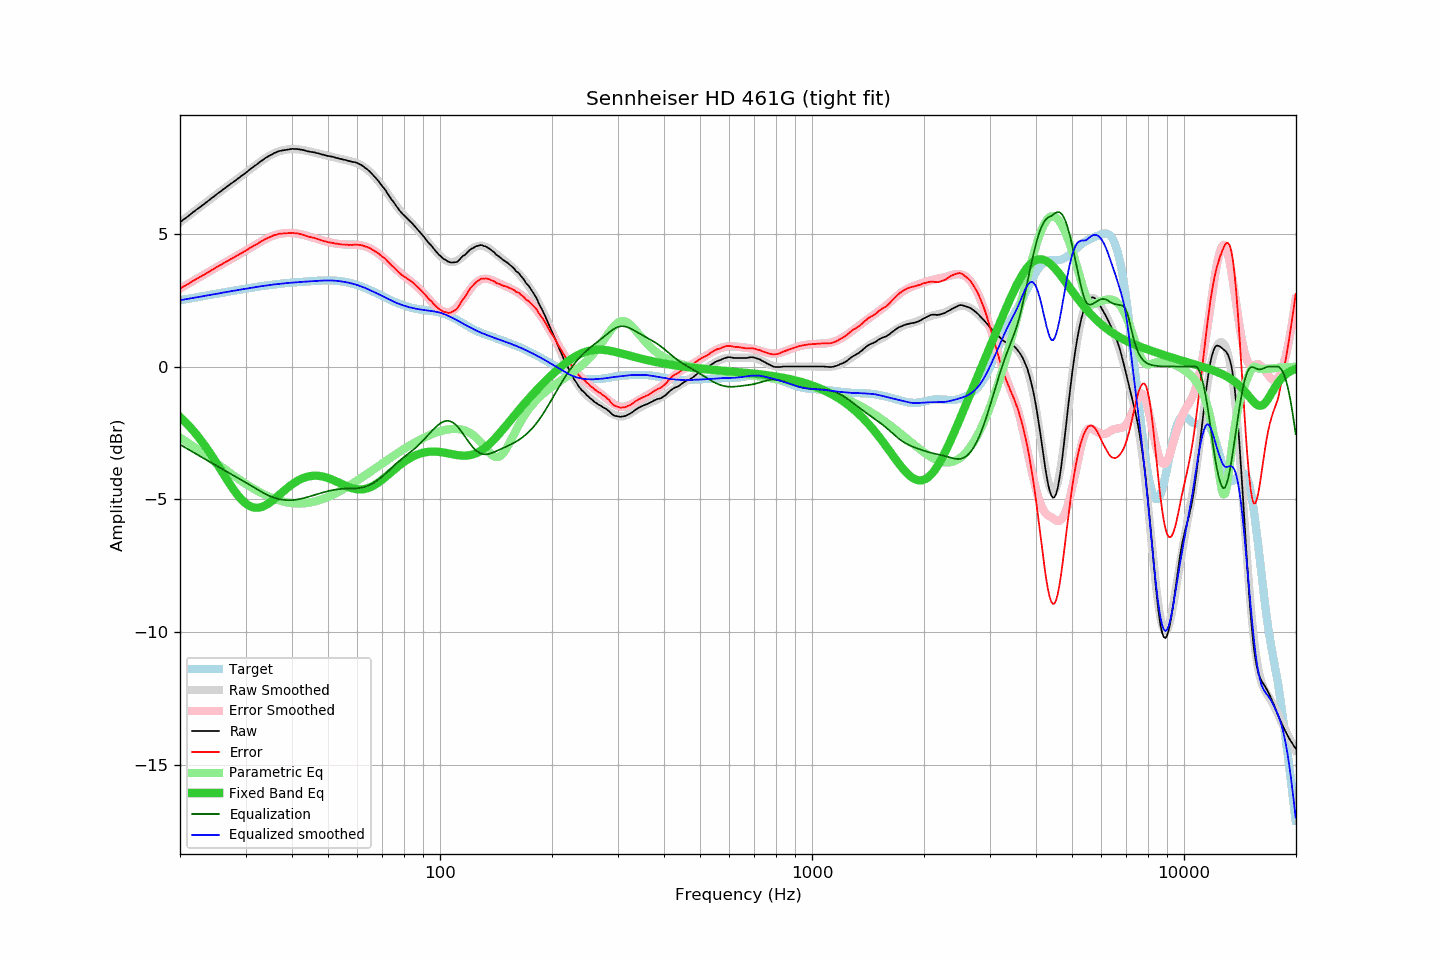 Sennheiser HD 461G (tight fit)
Amplitude (dBr)
5
0
−5
−10
−15
Target
Raw Smoothed
Error Smoothed
Raw
Error
Parametric Eq
Fixed Band Eq
Equalization
Equalized smoothed
100
1000
10000
Frequency (Hz)